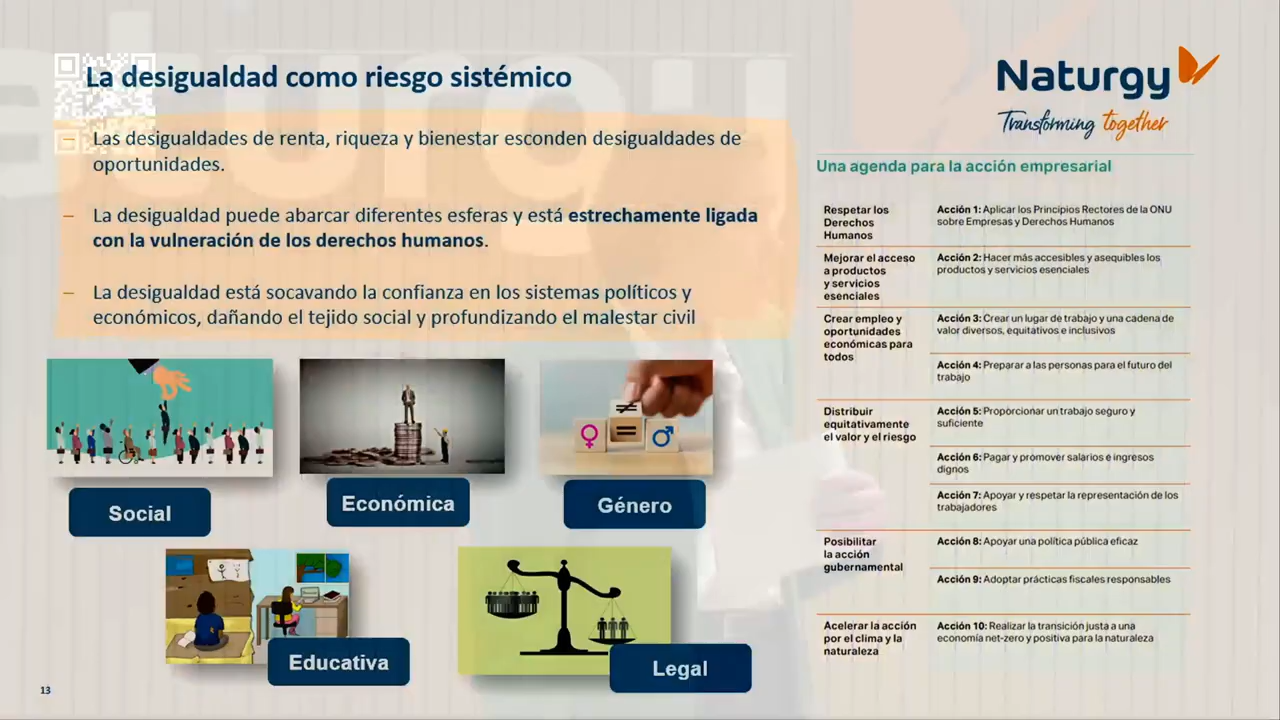 La desigualdad como riesgo sistémico
– Las desigualdades de renta, riqueza y bienestar esconden desigualdades de
oportunidades.
– La desigualdad puede abarcar diferentes esferas y está estrechamente ligada
con la vulneración de los derechos humanos.
– La desigualdad está socavando la confianza en los sistemas políticos y
económicos, dañando el tejido social y profundizando el malestar civil
Social
Económica
Género
Educativa
Legal
13
Naturgy
Transforming together
Una agenda para la acción empresarial
Respetar los
Derechos
Humanos
Acción 1: Aplicar los Principios Rectores de la ONU
sobre Empresas y Derechos Humanos
Mejorar el acceso
a productos
y servicios
esenciales
Acción 2: Hacer más accesibles y asequibles los
productos y servicios esenciales
Crear empleo y
oportunidades
económicas para
todos
Acción 3: Crear un lugar de trabajo y una cadena de
valor diversos, equitativos e inclusivos
Acción 4: Preparar a las personas para el futuro del
trabajo
Distribuir
equitativamente
el valor y el riesgo
Acción 5: Proporcionar un trabajo seguro y
suficiente
Acción 6: Pagar y promover salarios e ingresos
dignos
Acción 7: Apoyar y respetar la representación de los
trabajadores
Posibilitar
la acción
gubernamental
Acción 8: Apoyar una política pública eficaz
Acción 9: Adoptar prácticas fiscales responsables
Acelerar la acción
por el clima y la
naturaleza
Acción 10: Realizar la transición justa a una
economía net-zero y positiva para la naturaleza